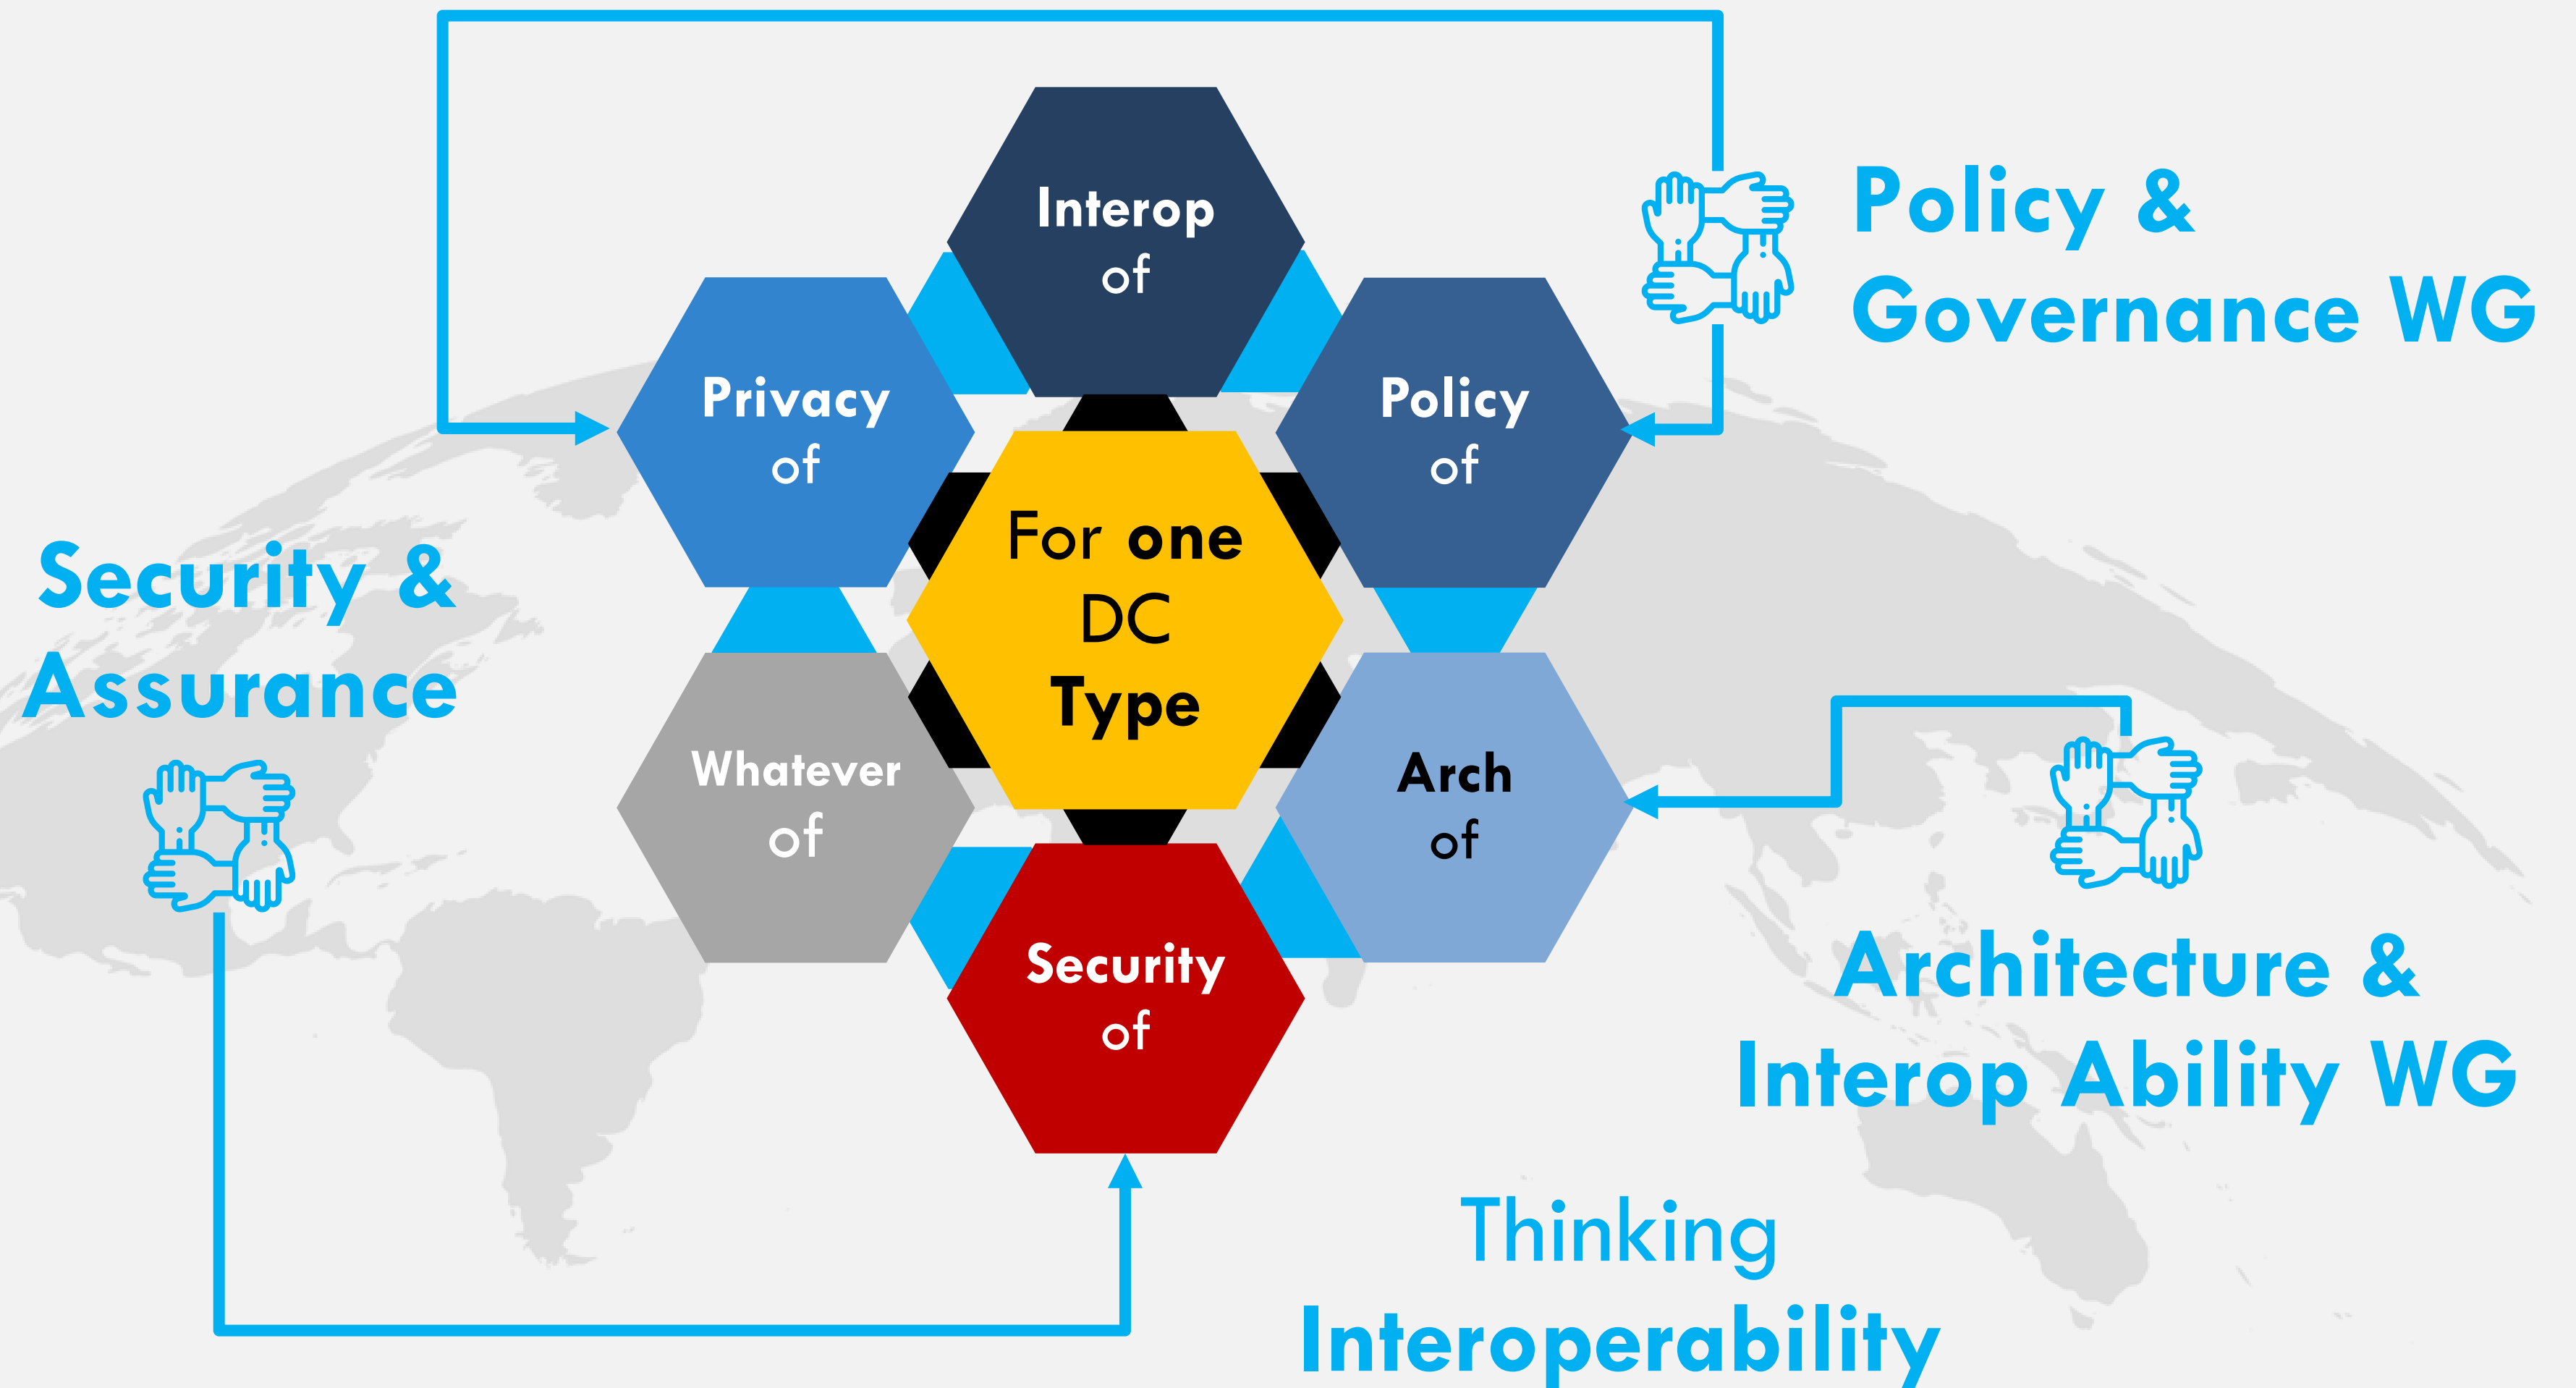 Interop
of
Policy &
Governance WG
Privacy
of
Policy
of
For one
DC
Type
Security &
Assurance
Whatever
of
Arch
of
Security
of
Architecture &
Interop Ability WG
Thinking
Interoperability